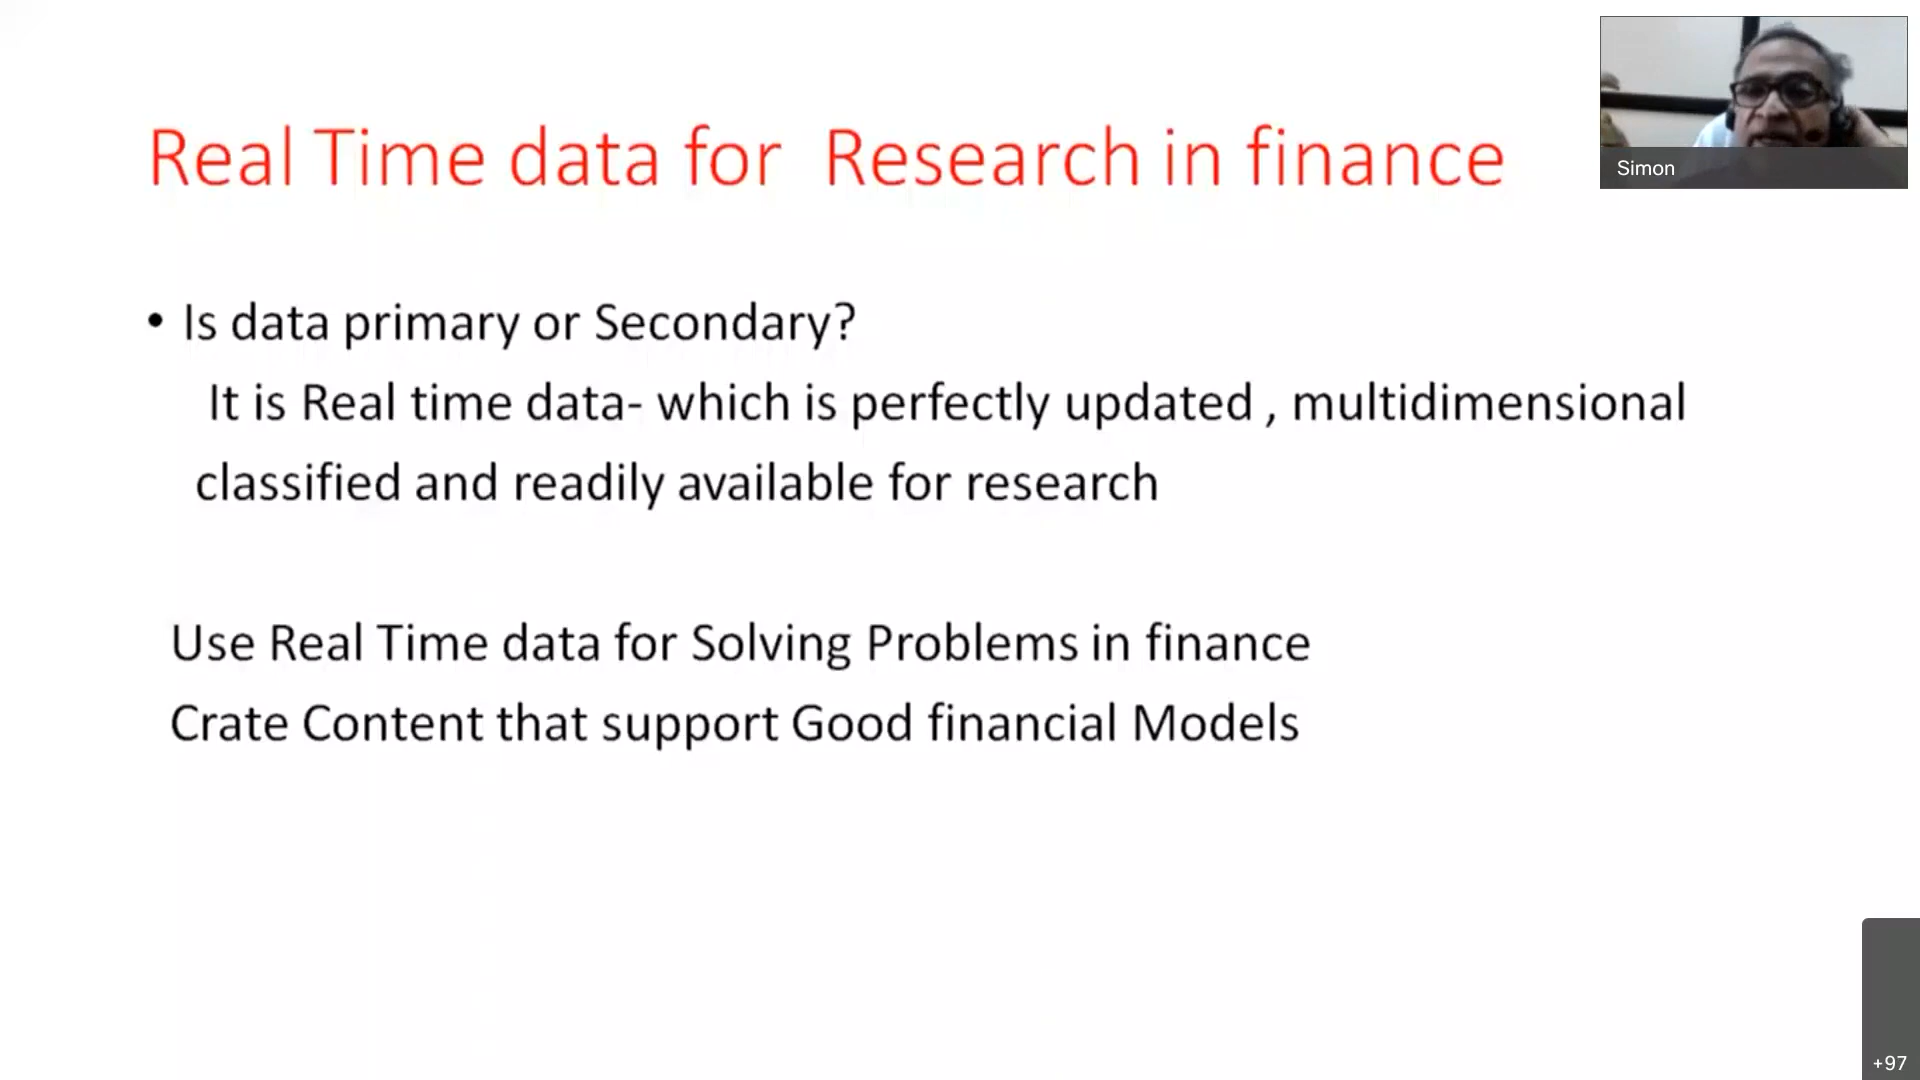 Real Time data for Research in finance
Simon
• Is data primary or Secondary?
It is Real time data- which is perfectly updated , multidimensional
classified and readily available for research
Use Real Time data for Solving Problems in finance
Crate Content that support Good financial Models
+97